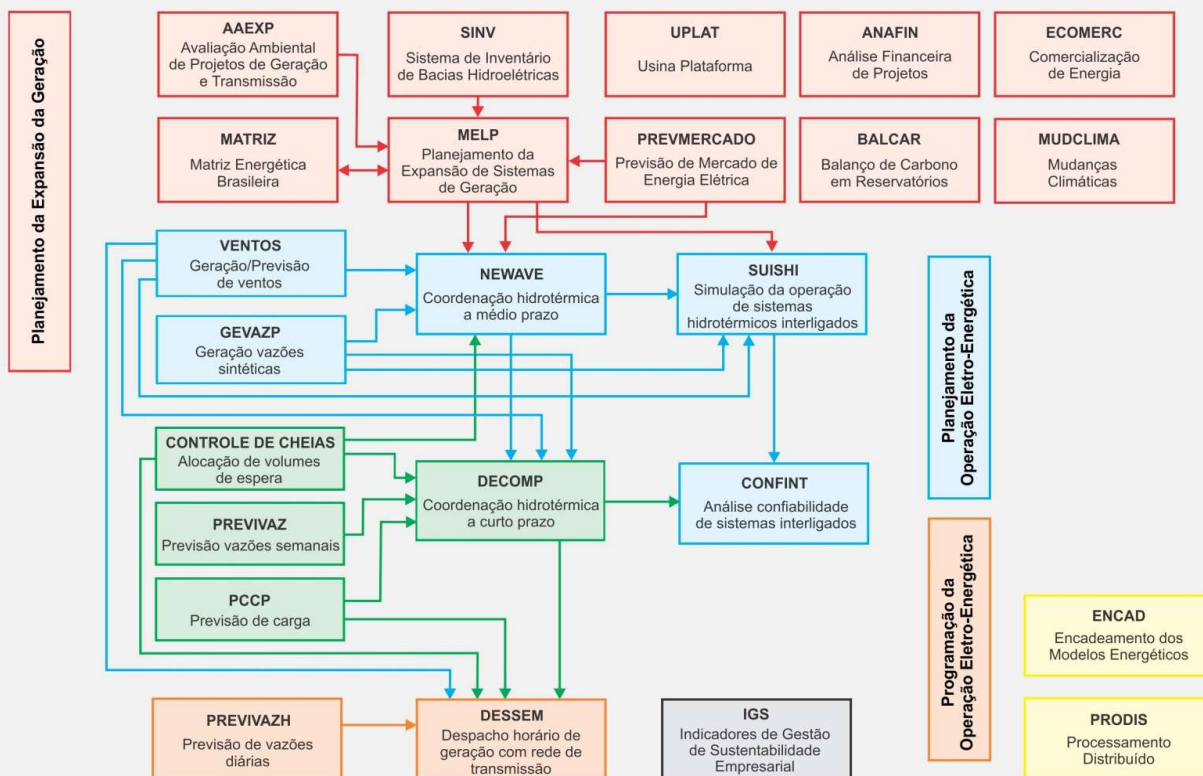 Planejamento da Expansão da Geração
AAEXP
Avaliação Ambiental
de Projetos de Geração
e Transmissão
SINV
Sistema de Inventário
de Bacias Hidroelétricas
UPLAT
Usina Plataforma
ANAFIN
Análise Financeira
de Projetos
ECOMERC
Comercialização
de Energia
MATRIZ
Matriz Energética
Brasileira
MELP
Planejamento da
Expansão de Sistemas
de Geração
PREVMERCADO
Previsão de Mercado de
Energia Elétrica
BALCAR
Balanço de Carbono
em Reservatórios
MUDCLIMA
Mudanças
Climáticas
VENTOS
Geração/Previsão
de ventos
NEWAVE
Coordenação hidrotérmica
a médio prazo
SUISHI
Simulação da operação
de sistemas
hidrotérmicos interligados
GEVAZP
Geração vazões
sintéticas
Planejamento da
Operação Eletro-Energética
CONTROLE DE CHEIAS
Alocação de volumes
de espera
DECOMP
Coordenação hidrotérmica
a curto prazo
CONFINT
Análise confiabilidade
de sistemas interligados
PREVIVAZ
Previsão vazões semanais
PCCP
Previsão de carga
Programação da
Operação Eletro-Energética
ENCAD
Encadeamento dos
Modelos Energéticos
PREVIVAZH
Previsão de vazões
diárias
DESSEM
Despacho horário de
geração com rede de
transmissão
IGS
Indicadores de Gestão
de Sustentabilidade
Empresarial
PRODIS
Processamento
Distribuído